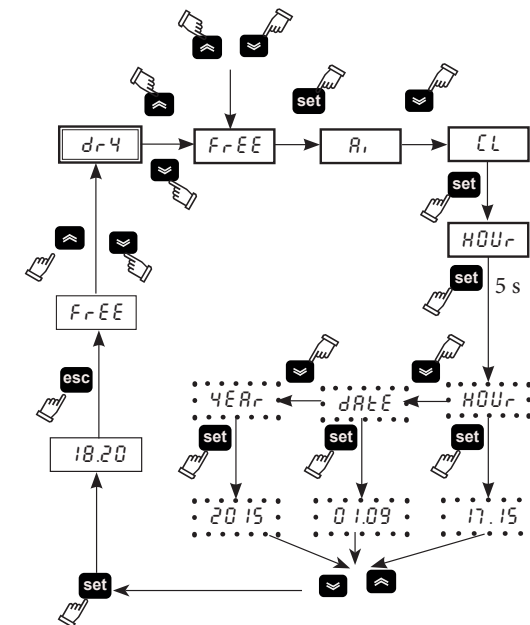 set
dr4 FrEE Ai CL
set
HOUr
set 5 s
FrEE
esc
YEAr dAtE HOUr
18.20 set set set
2015 01.09 17.15
set